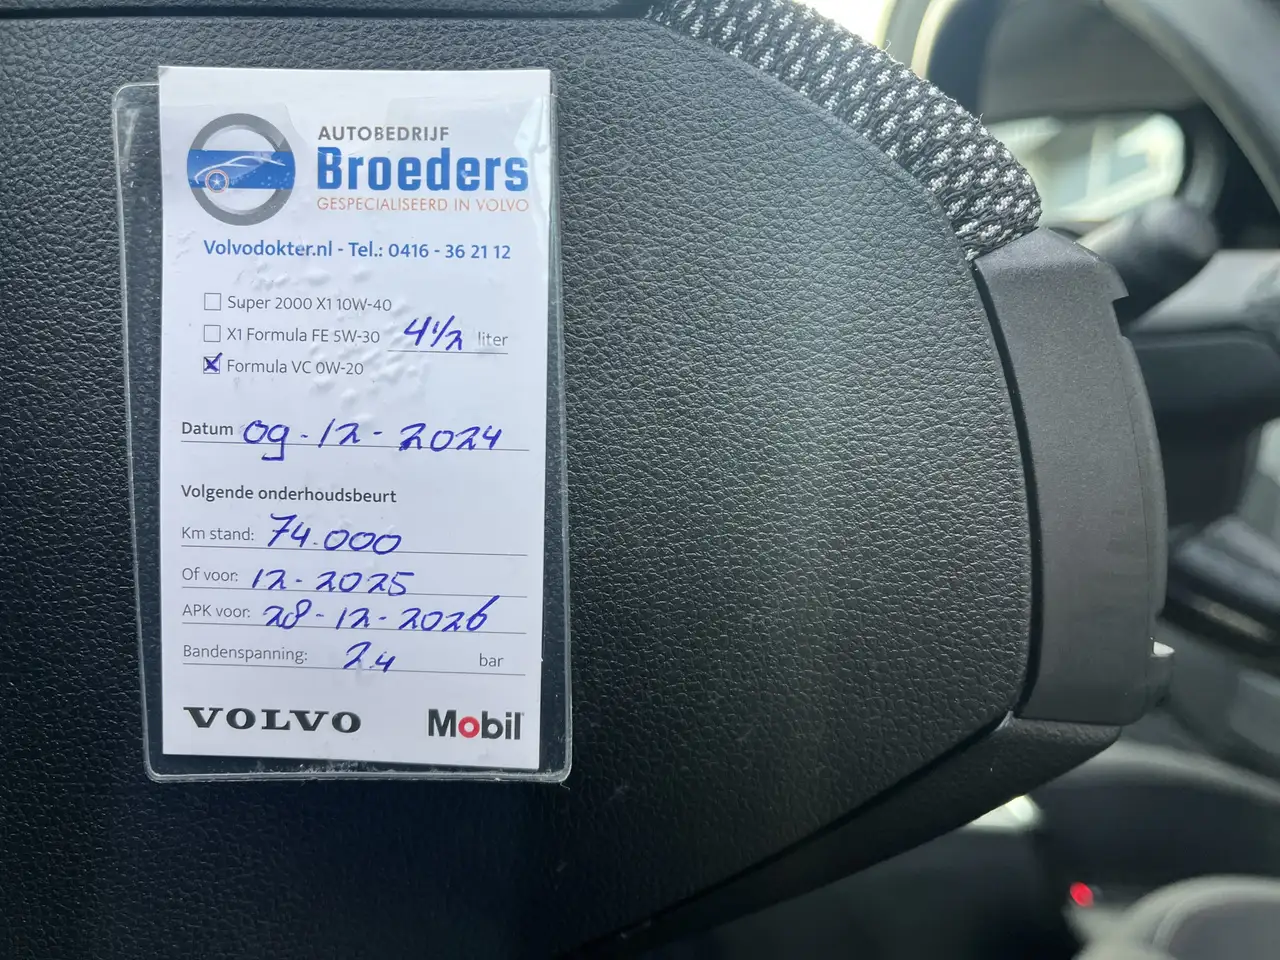 AUTOBEDRIJF
Broeders
GESPECIALISEERD IN VOLVO
Volvodokter.nl - Tel.: 0416 - 36 21 12
Super 2000 X1 10W-40
X1 Formula FE 5W-30 4 1/2 liter
Formula VC 0W-20
Datum 09-12-2024
Volgende onderhoudsbeurt
Km stand: 74.000
Of voor: 12-2025
APK voor: 28-12-2026
Bandenspanning: 2.4 bar
VOLVO Mobil